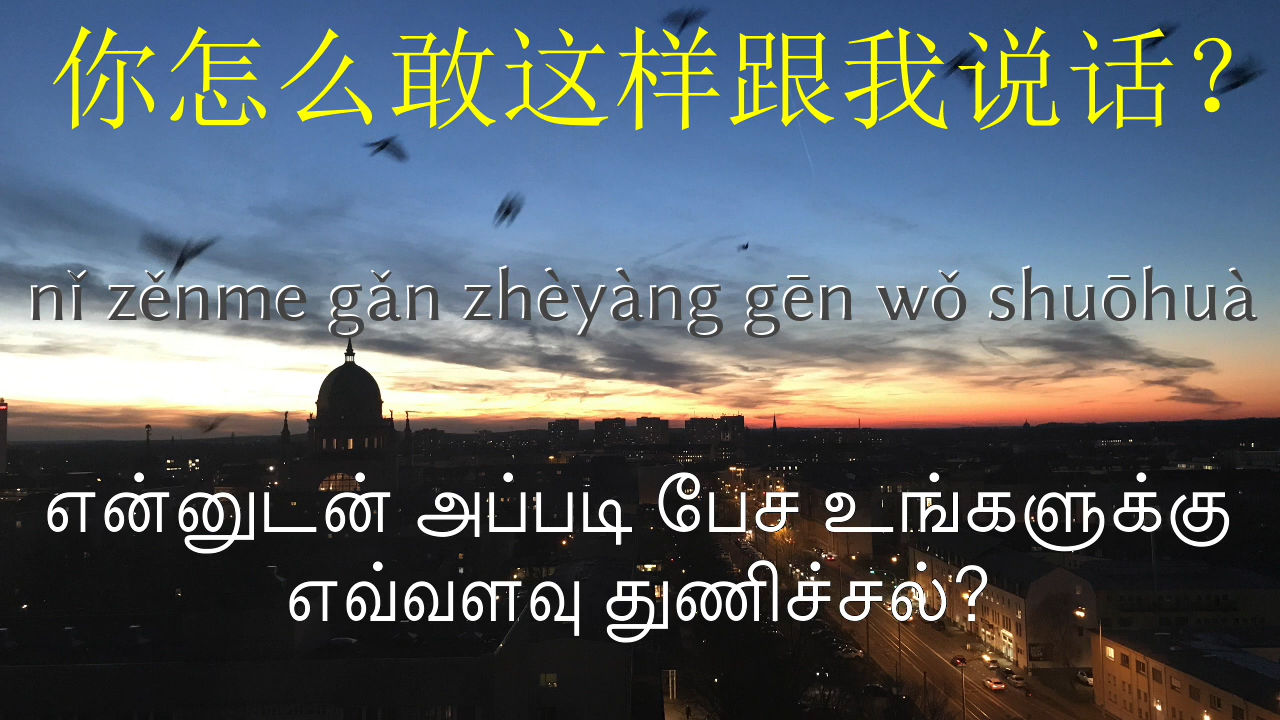 你怎么敢这样跟我说话？
nǐ zěnme gǎn zhèyàng gēn wǒ shuōhuà
என்னுடன் அப்படி பேச உங்களுக்கு
எவ்வளவு துணிச்சல்?